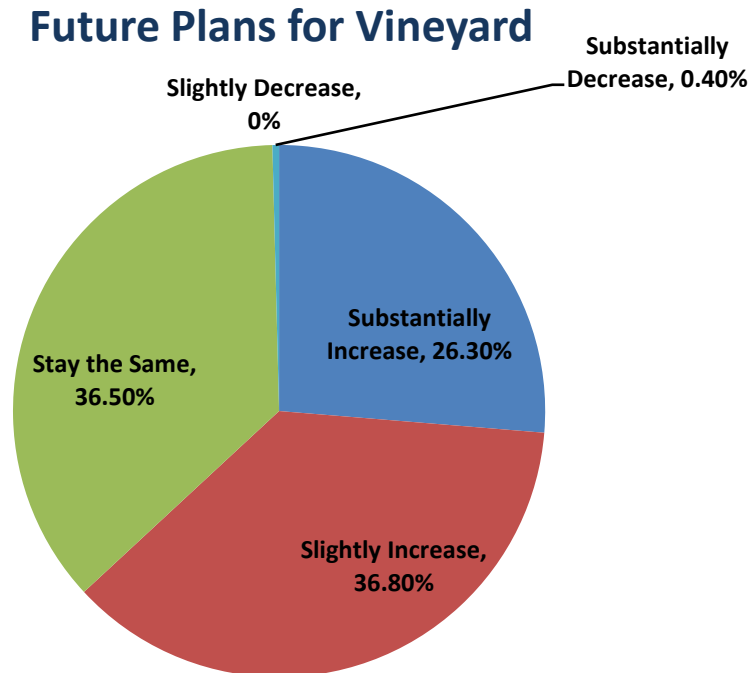 Future Plans for Vineyard
Substantially
Decrease, 0.40%
Slightly Decrease,
0%
Substantially
Increase, 26.30%
Stay the Same,
36.50%
Slightly Increase,
36.80%